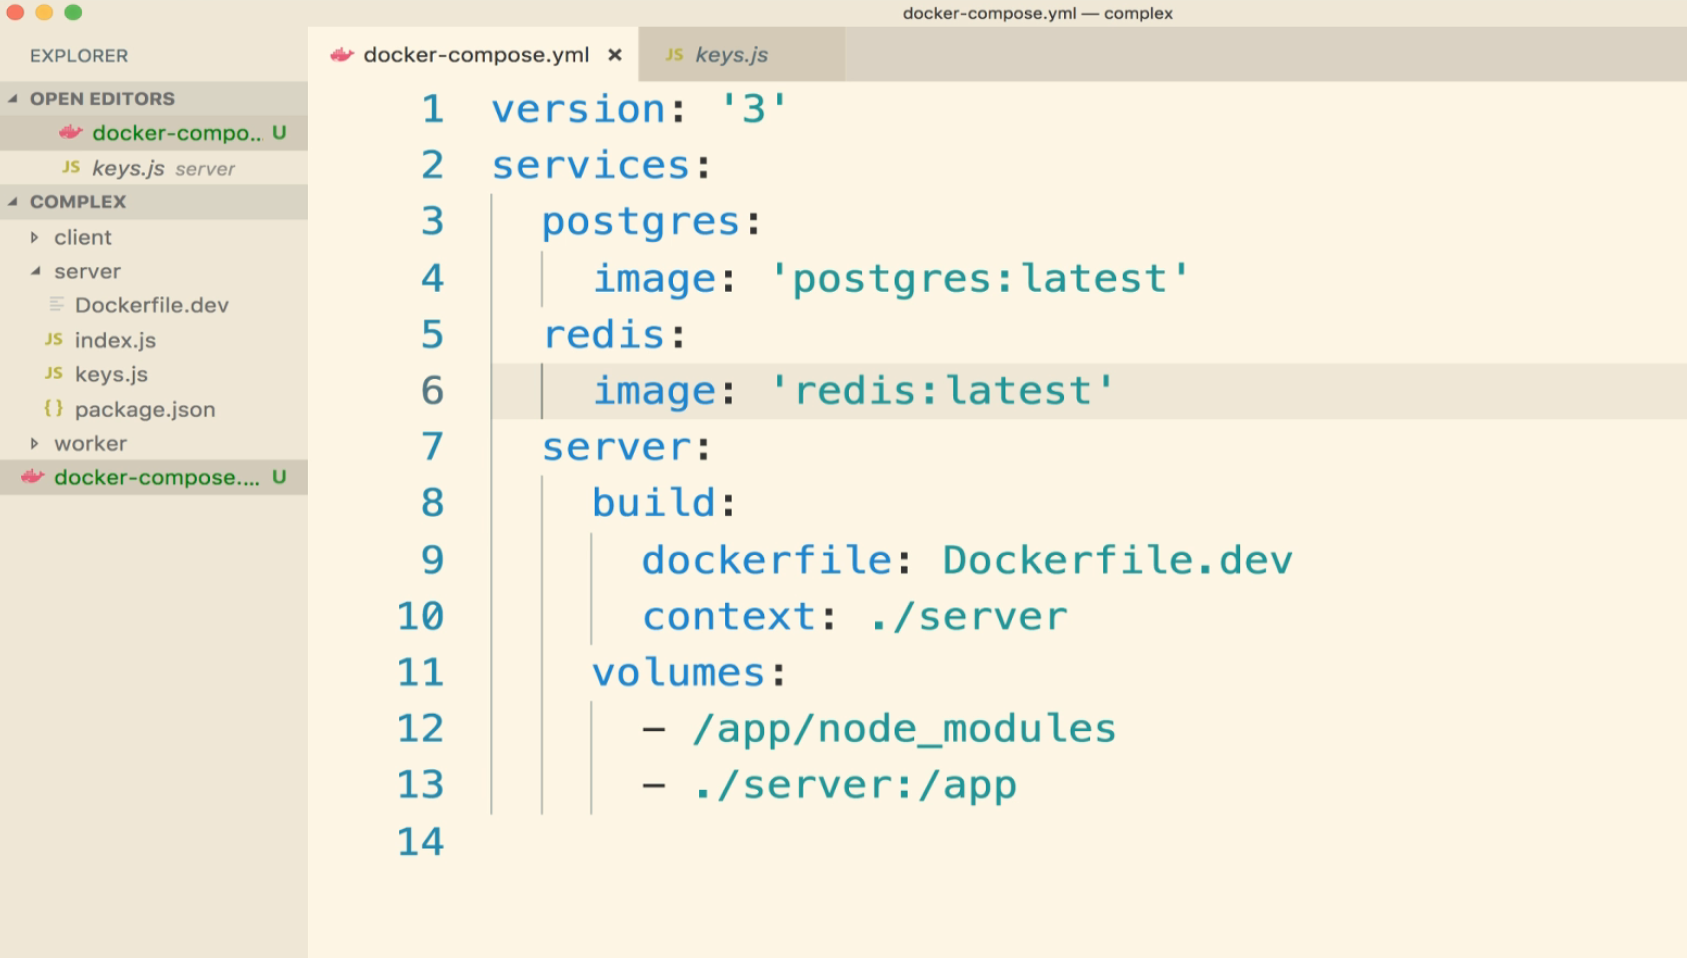 docker-compose.yml — complex
EXPLORER
OPEN EDITORS
docker-compo... U
JS keys.js server
COMPLEX
client
server
Dockerfile.dev
JS index.js
JS keys.js
{} package.json
worker
docker-compose.... U
docker-compose.yml ×
JS keys.js
1 version: '3'
2 services:
3 postgres:
4 image: 'postgres:latest'
5 redis:
6 image: 'redis:latest'
7 server:
8 build:
9 dockerfile: Dockerfile.dev
10 context: ./server
11 volumes:
12 - /app/node_modules
13 - ./server:/app
14